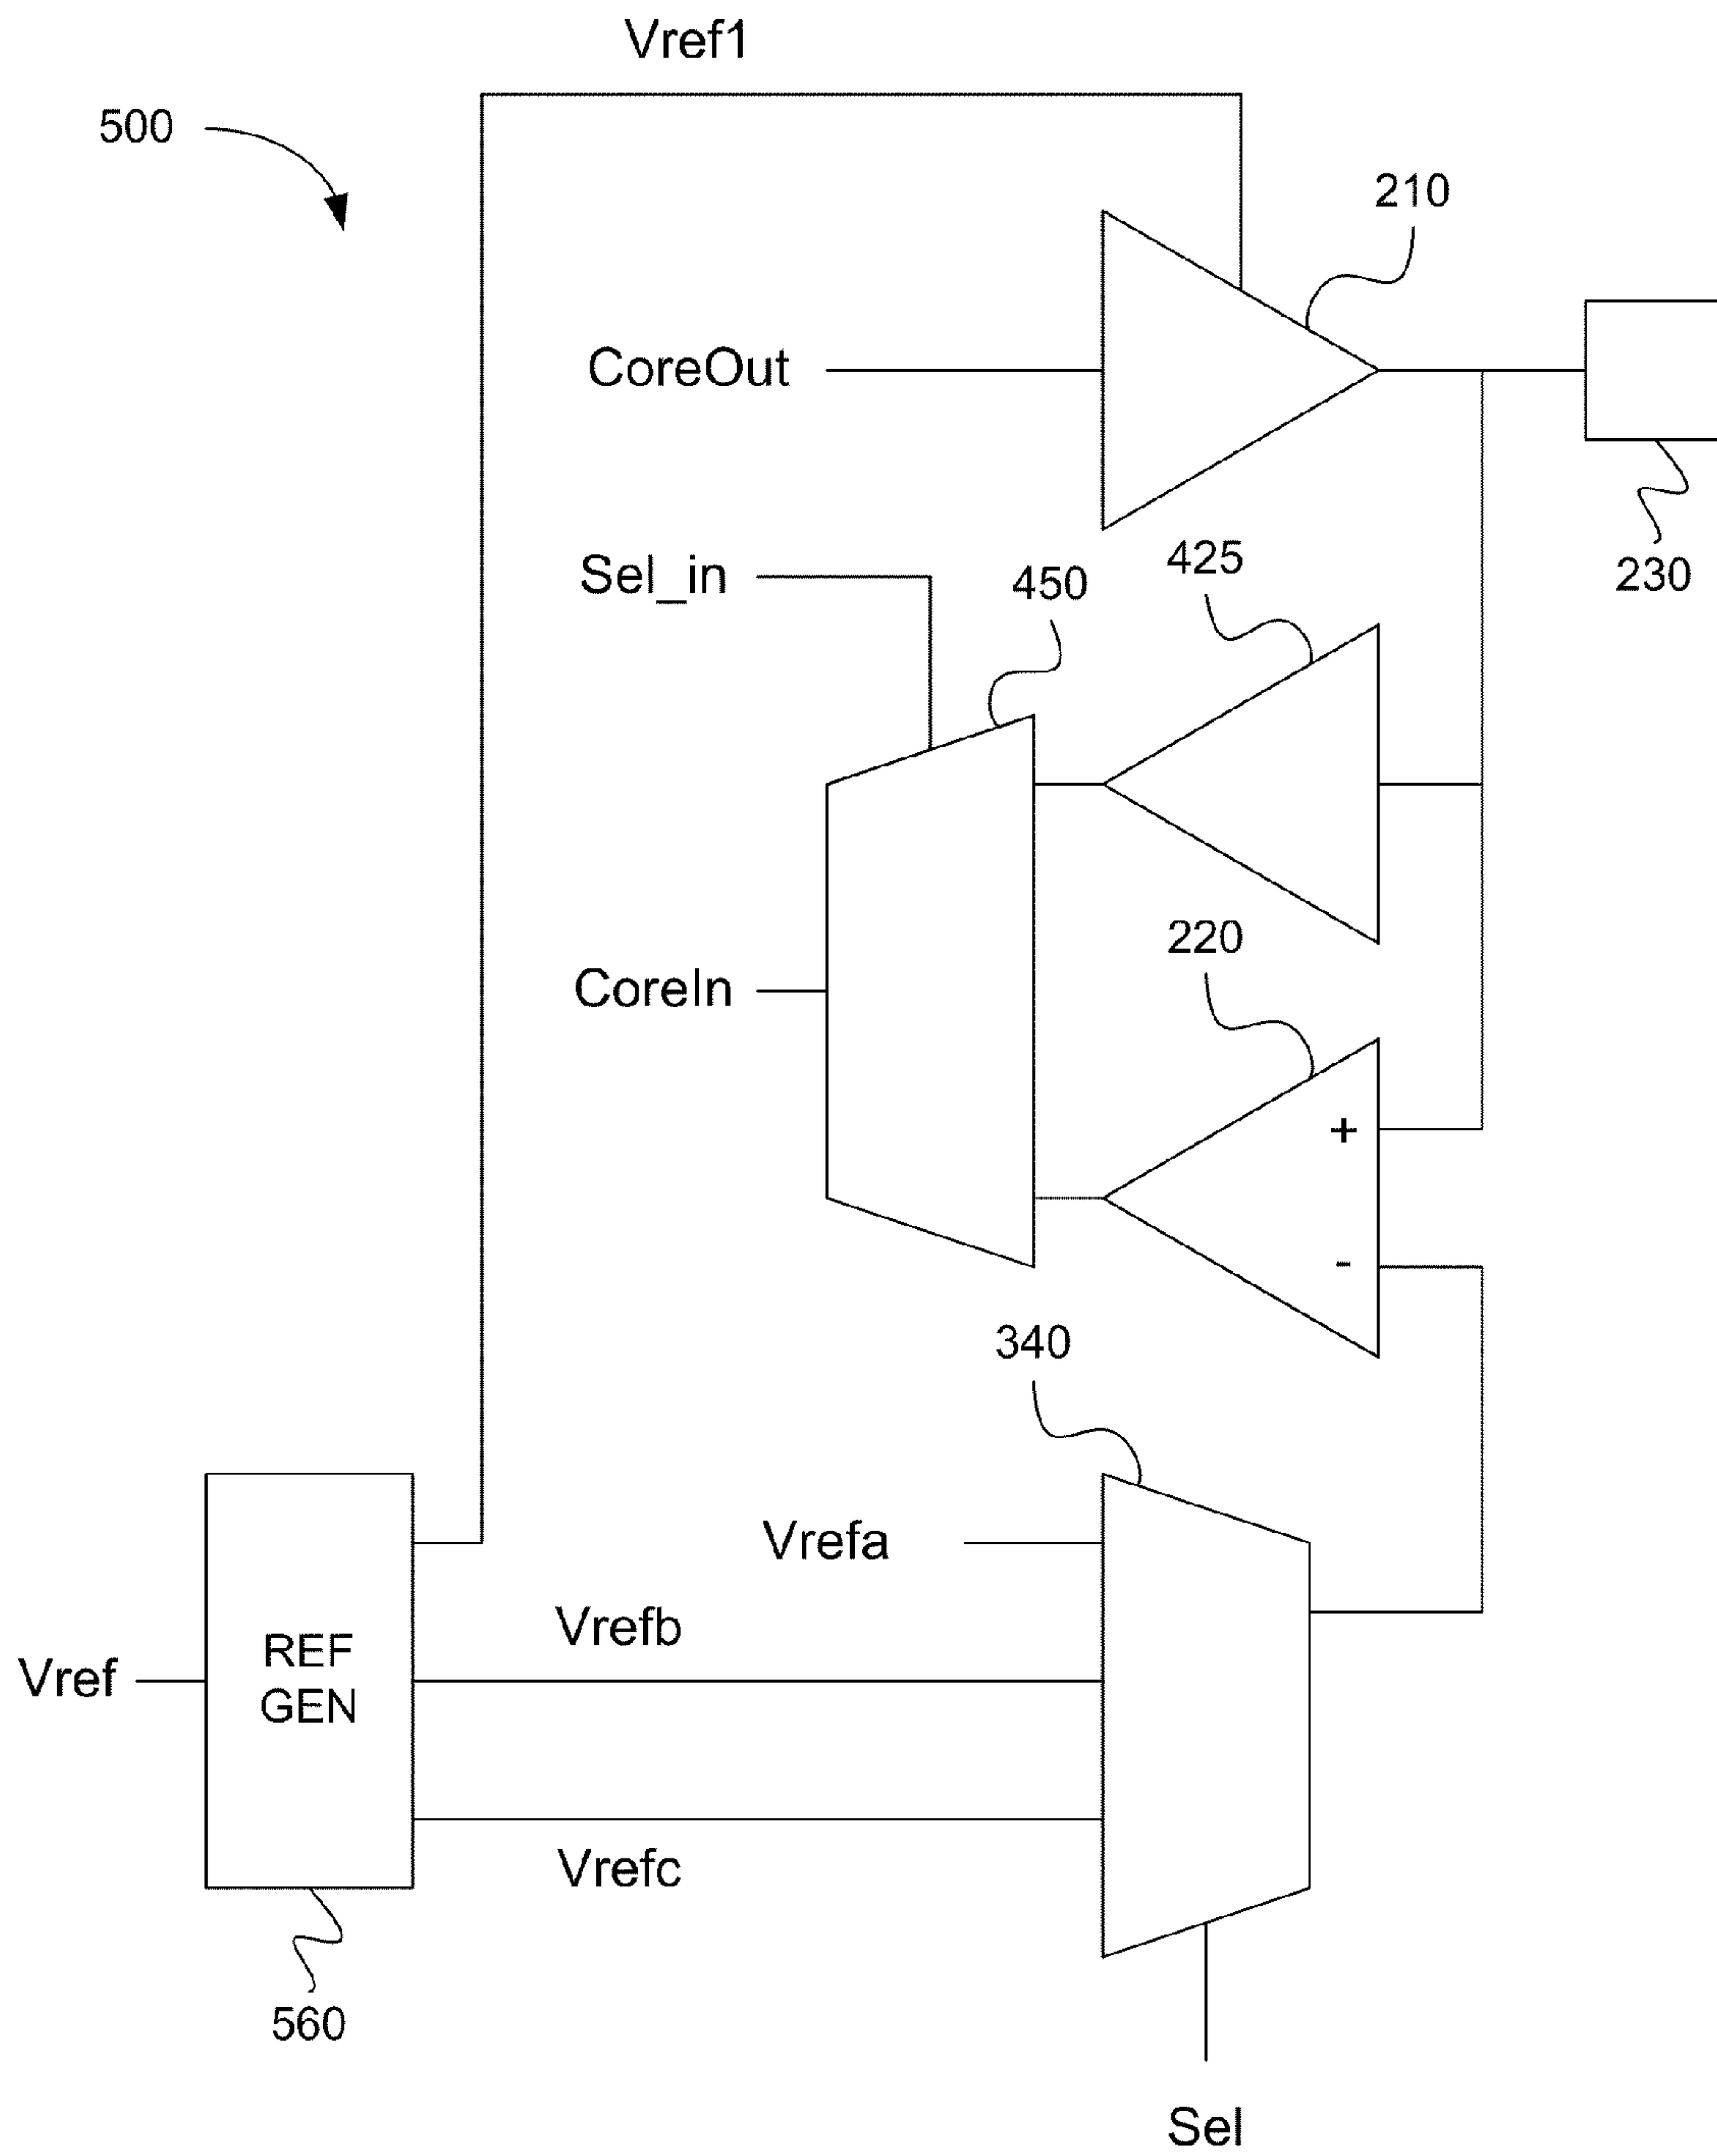 Vref1
500
210
CoreOut
230
Sel_in
450
425
CoreIn
220
+
-
340
Vrefa
Vrefb
Vref
REF
GEN
Vrefc
560
Sel